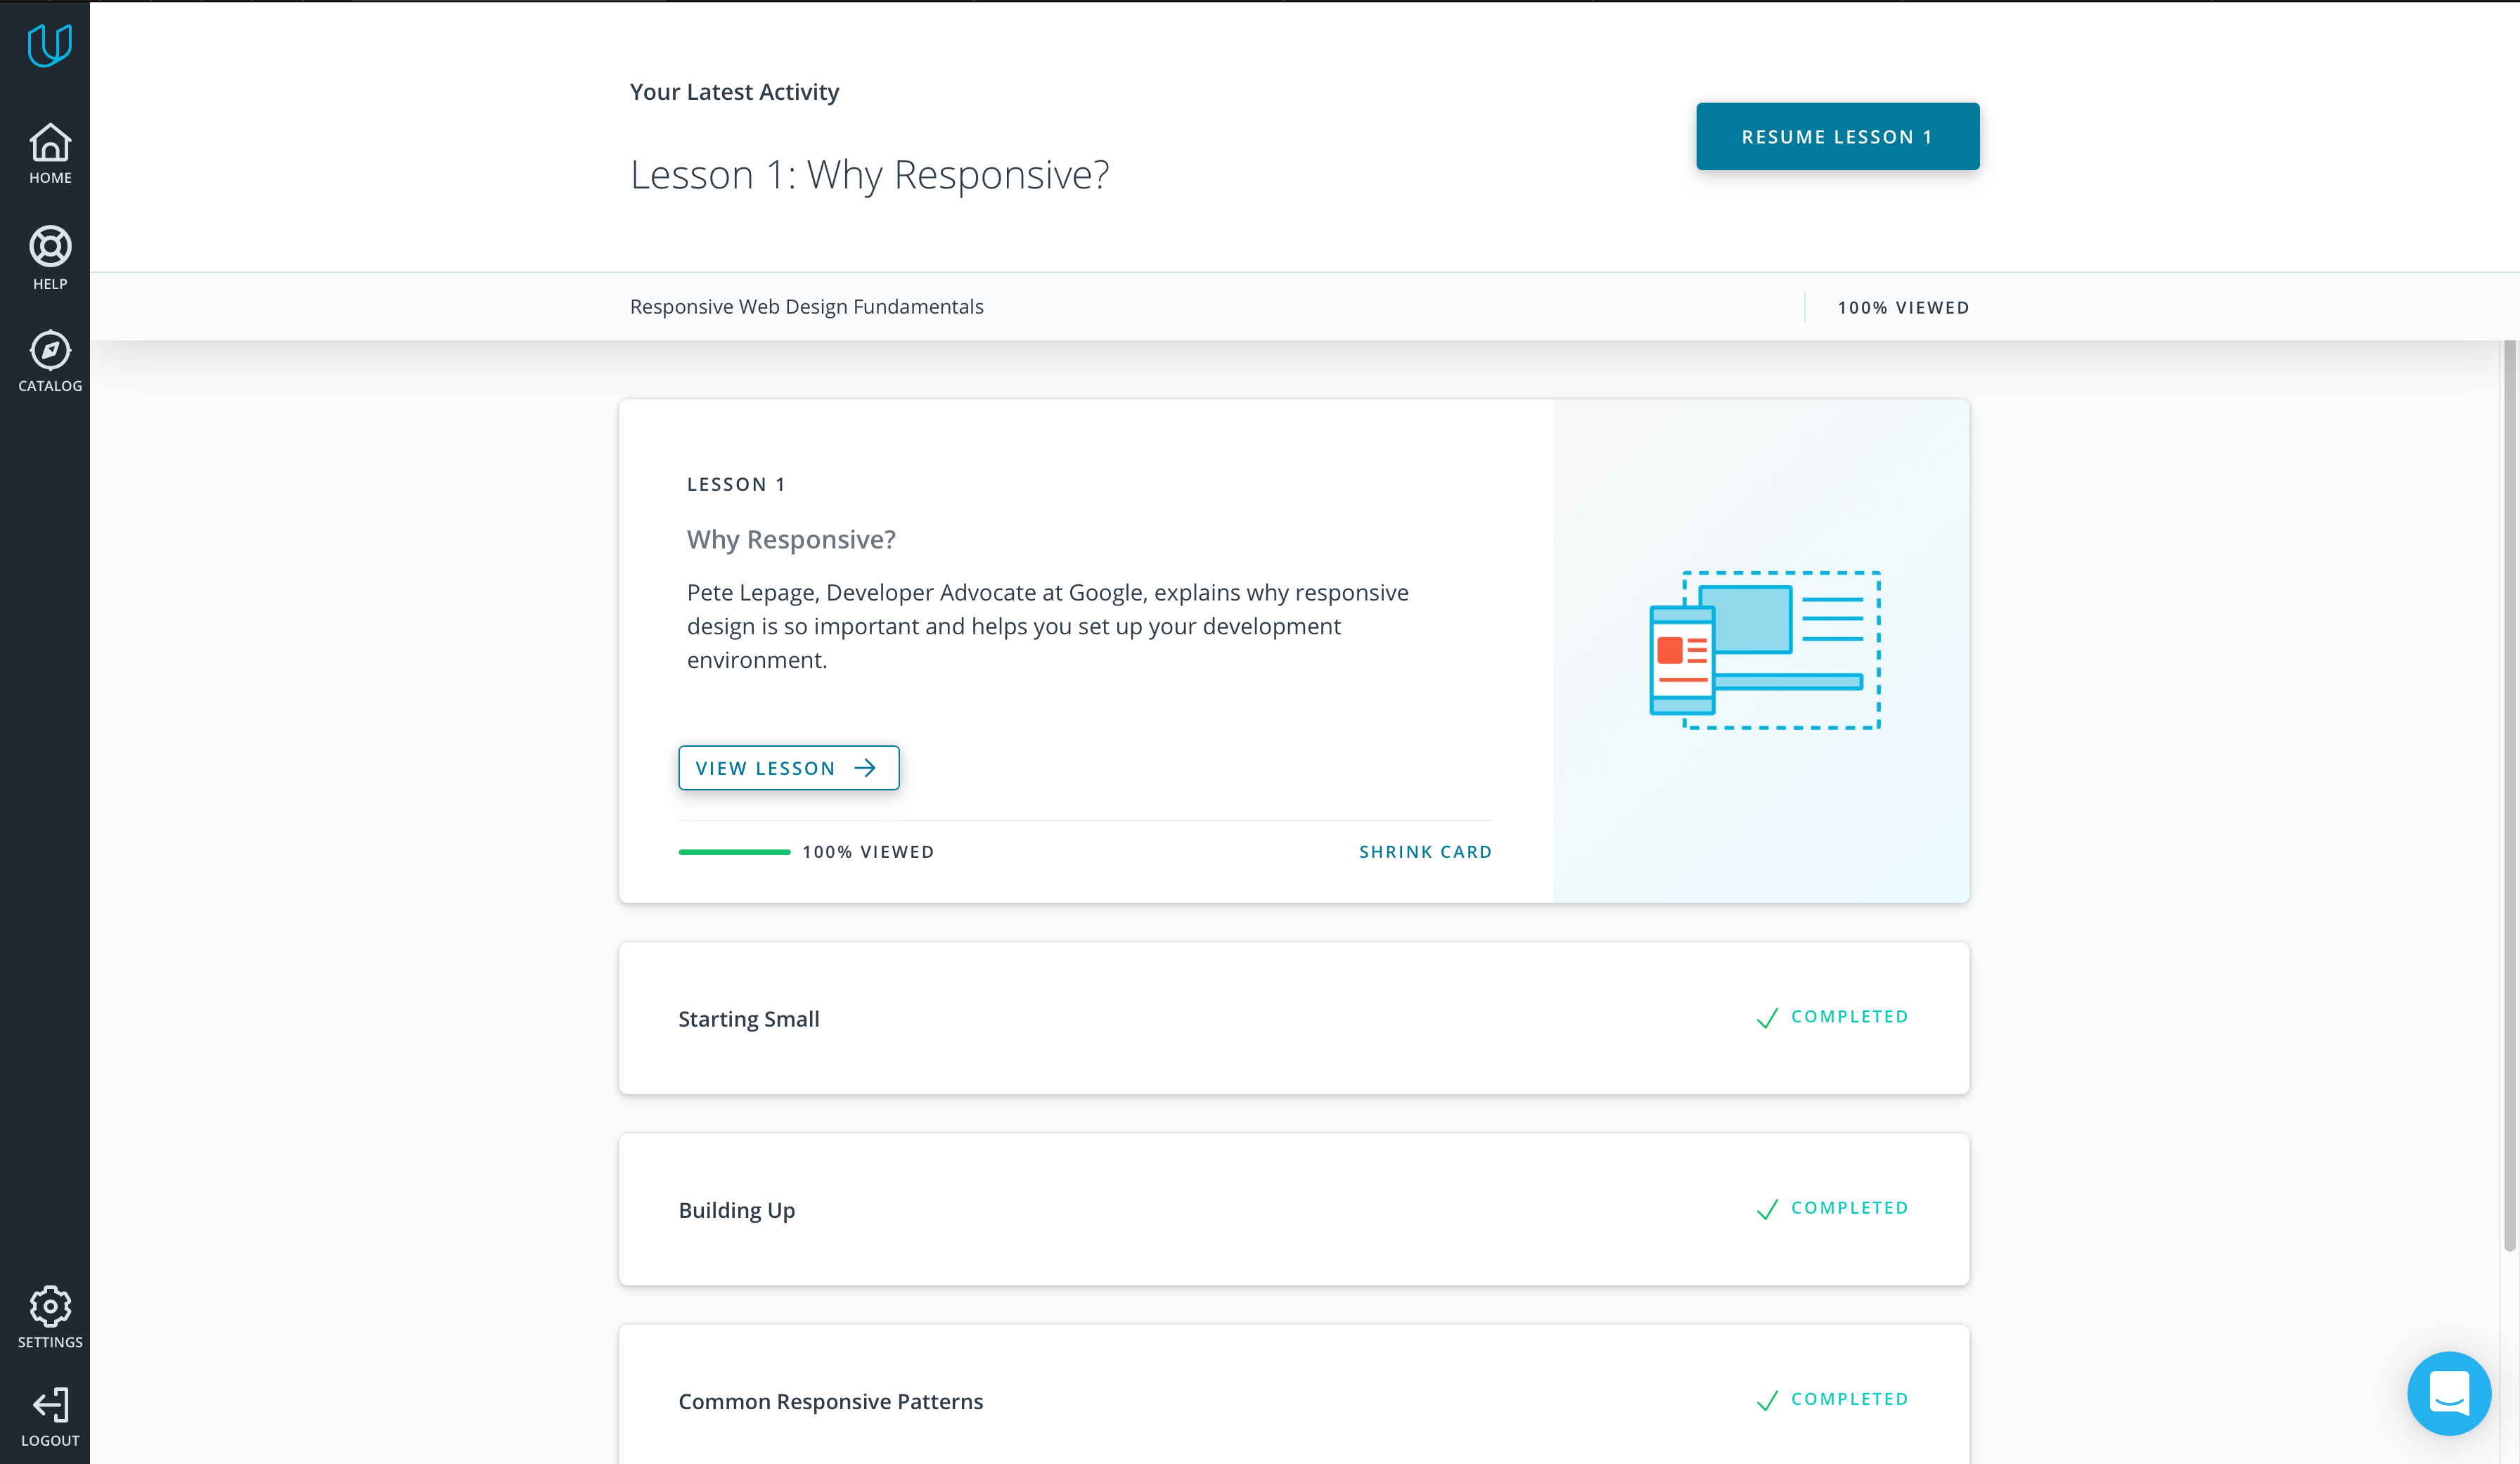 HOME
HELP
CATALOG
SETTINGS
LOGOUT
Your Latest Activity
Lesson 1: Why Responsive?
RESUME LESSON 1
Responsive Web Design Fundamentals
100% VIEWED
LESSON 1
Why Responsive?
Pete Lepage, Developer Advocate at Google, explains why responsive
design is so important and helps you set up your development
environment.
VIEW LESSON
100% VIEWED
SHRINK CARD
Starting Small
COMPLETED
Building Up
COMPLETED
Common Responsive Patterns
COMPLETED